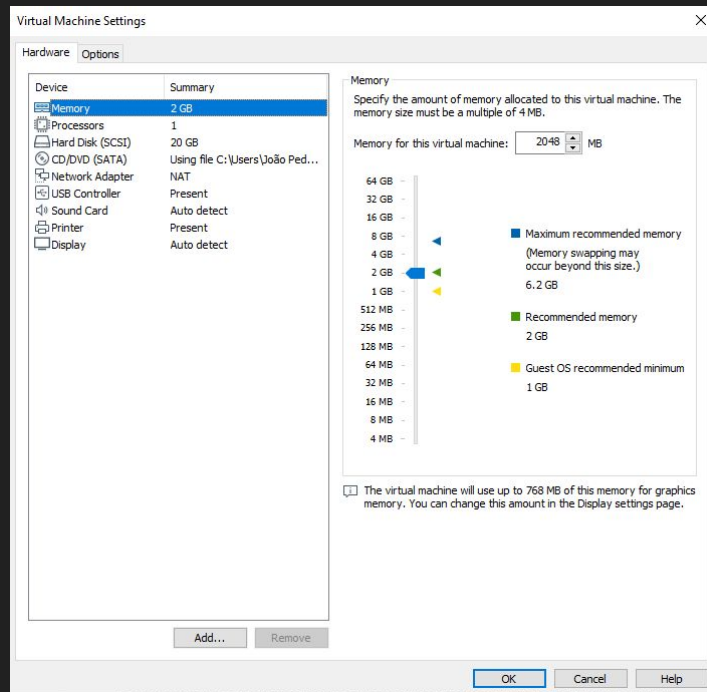 Virtual Machine Settings
Hardware
Options
Device Summary
Memory 2 GB
Processors 1
Hard Disk (SCSI) 20 GB
CD/DVD (SATA) Using file C:\Users\João Ped...
Network Adapter NAT
USB Controller Present
Sound Card Auto detect
Printer Present
Display Auto detect
Add...
Remove
Memory
Specify the amount of memory allocated to this virtual machine. The
memory size must be a multiple of 4 MB.
Memory for this virtual machine: 2048 MB
64 GB
32 GB
16 GB
8 GB
4 GB
2 GB
1 GB
512 MB
256 MB
128 MB
64 MB
32 MB
16 MB
8 MB
4 MB
Maximum recommended memory
(Memory swapping may
occur beyond this size.)
6.2 GB
Recommended memory
2 GB
Guest OS recommended minimum
1 GB
The virtual machine will use up to 768 MB of this memory for graphics
memory. You can change this amount in the Display settings page.
OK
Cancel
Help